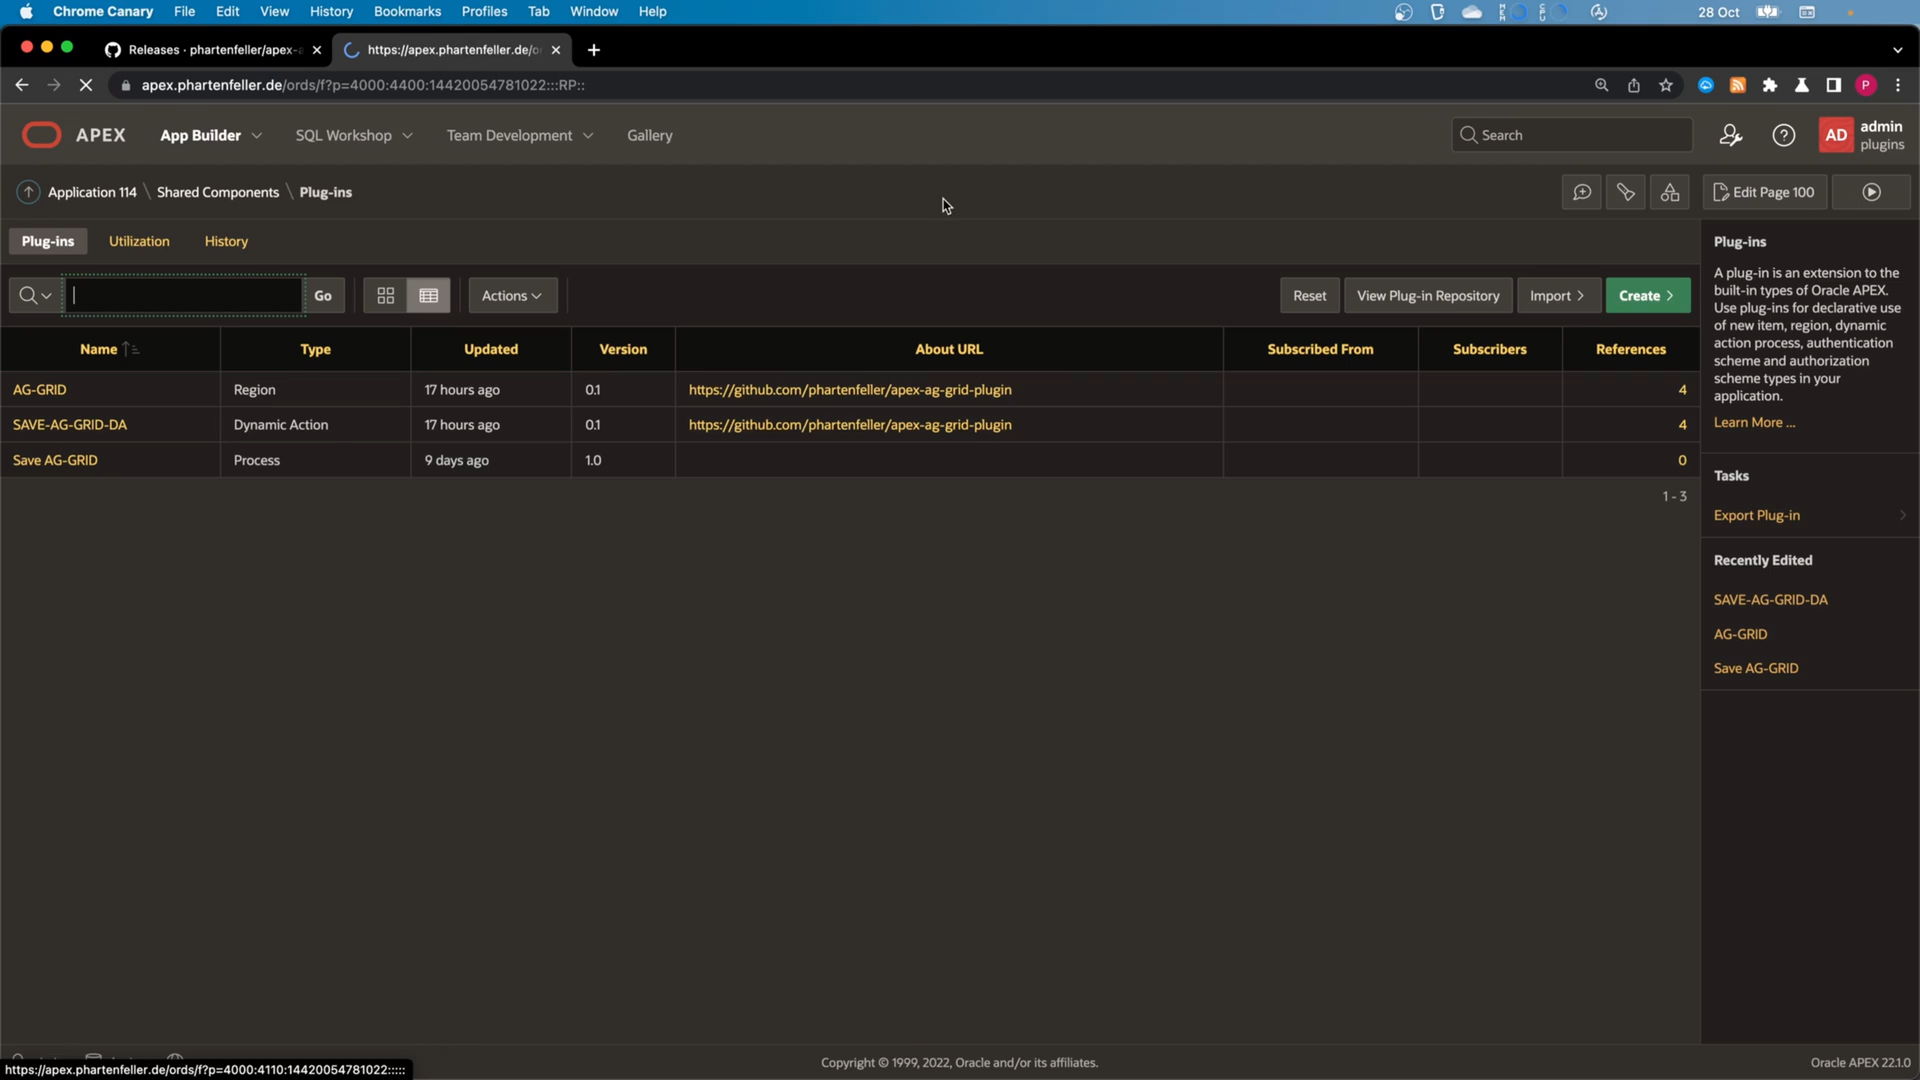 Chrome Canary File Edit View History Bookmarks Profiles Tab Window Help 28 Oct
Releases · phartenfeller/apex-a https://apex.phartenfeller.de/o
apex.phartenfeller.de/ords/f?p=4000:4400:14420054781022:::RP:: P
APEX App Builder SQL Workshop Team Development Gallery Search AD admin
plugins
Application 114 \ Shared Components \ Plug-ins Edit Page 100
Plug-ins Utilization History
Go Actions Reset View Plug-in Repository Import Create
Name Type Updated Version About URL Subscribed From Subscribers References
AG-GRID Region 17 hours ago 0.1 https://github.com/phartenfeller/apex-ag-grid-plugin 4
SAVE-AG-GRID-DA Dynamic Action 17 hours ago 0.1 https://github.com/phartenfeller/apex-ag-grid-plugin 4
Save AG-GRID Process 9 days ago 1.0 0
1 - 3
Plug-ins
A plug-in is an extension to the
built-in types of Oracle APEX.
Use plug-ins for declarative use
of new item, region, dynamic
action process, authentication
scheme and authorization
scheme types in your
application.
Learn More ...
Tasks
Export Plug-in
Recently Edited
SAVE-AG-GRID-DA
AG-GRID
Save AG-GRID
Copyright © 1999, 2022, Oracle and/or its affiliates. Oracle APEX 22.1.0
https://apex.phartenfeller.de/ords/f?p=4000:4110:14420054781022:::::